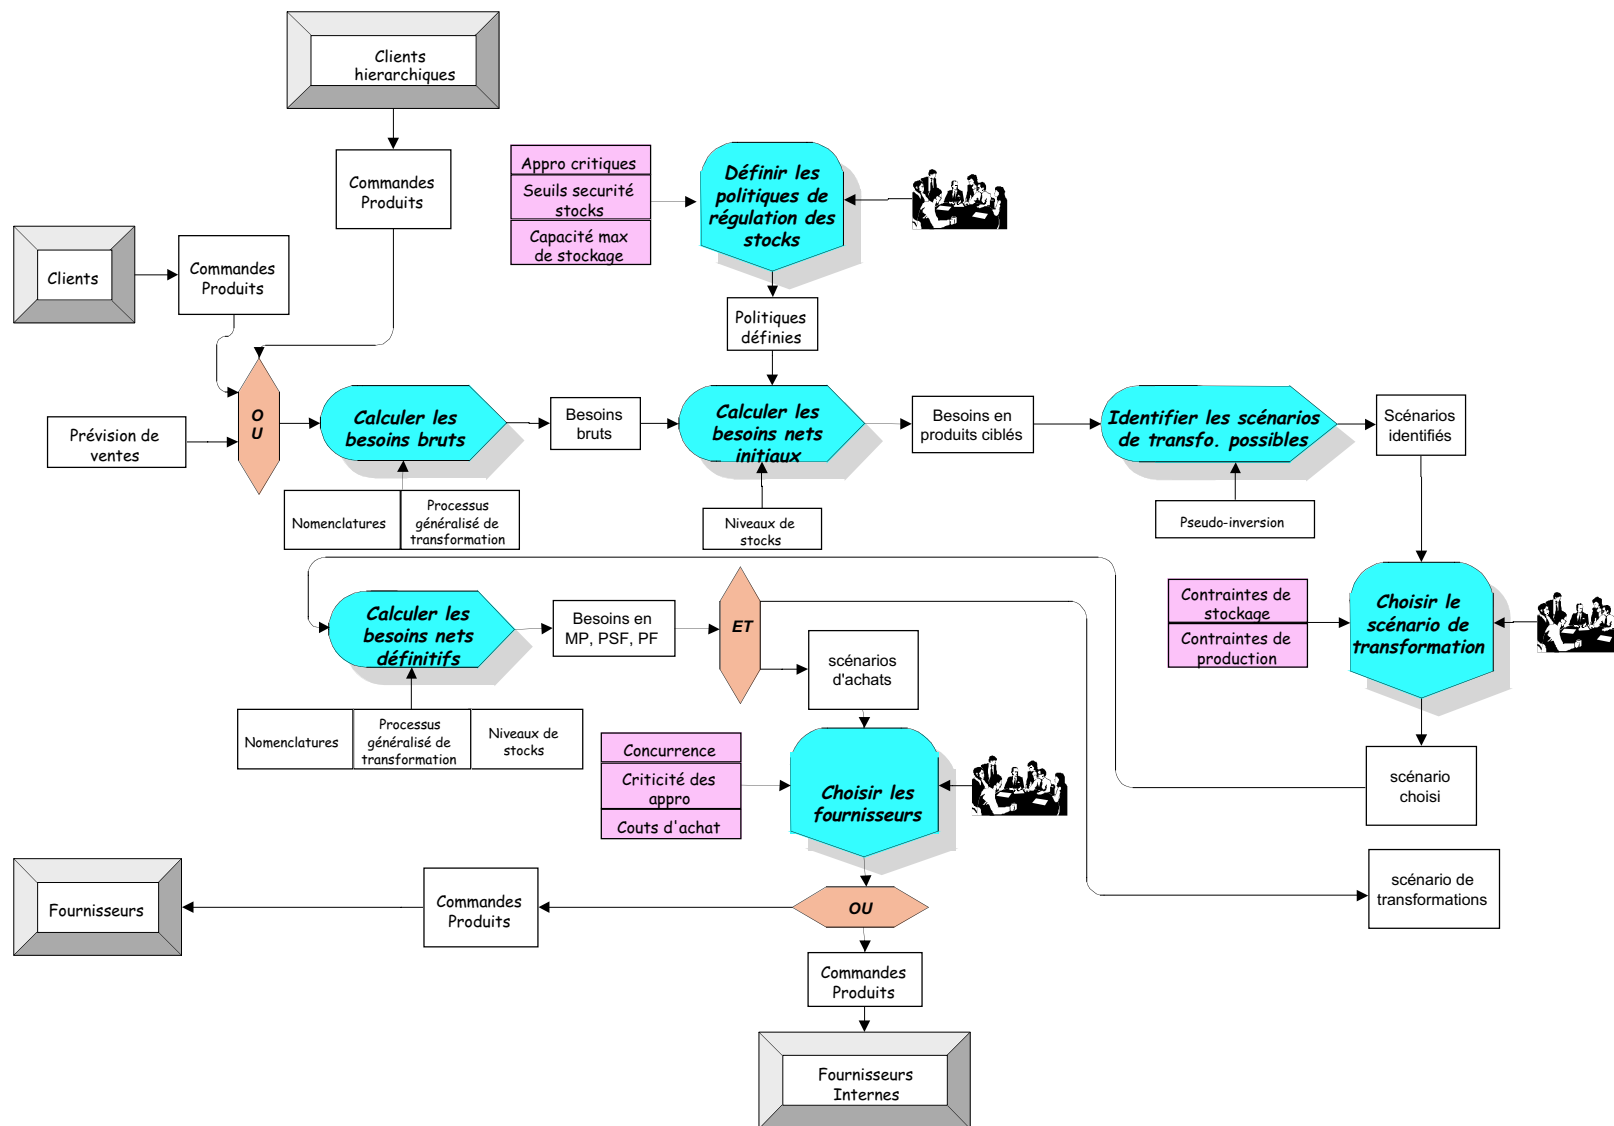 Clients
hierarchiques
Commandes
Produits
Appro critiques
Seuils securité
stocks
Capacité max
de stockage
Définir les
politiques de
régulation des
stocks
Clients
Commandes
Produits
Politiques
définies
Prévision de
ventes
O
U
Calculer les
besoins bruts
Besoins
bruts
Calculer les
besoins nets
initiaux
Besoins en
produits ciblés
Identifier les scénarios
de transfo. possibles
Scénarios
identifiés
Nomenclatures
Processus
généralisé de
transformation
Niveaux de
stocks
Pseudo-inversion
Calculer les
besoins nets
définitifs
Besoins en
MP, PSF, PF
ET
scénarios
d'achats
Contraintes de
stockage
Contraintes de
production
Choisir le
scénario de
transformation
Nomenclatures
Processus
généralisé de
transformation
Niveaux de
stocks
Concurrence
Criticité des
appro
Couts d'achat
Choisir les
fournisseurs
scénario
choisi
Fournisseurs
Commandes
Produits
OU
scénario de
transformations
Commandes
Produits
Fournisseurs
Internes